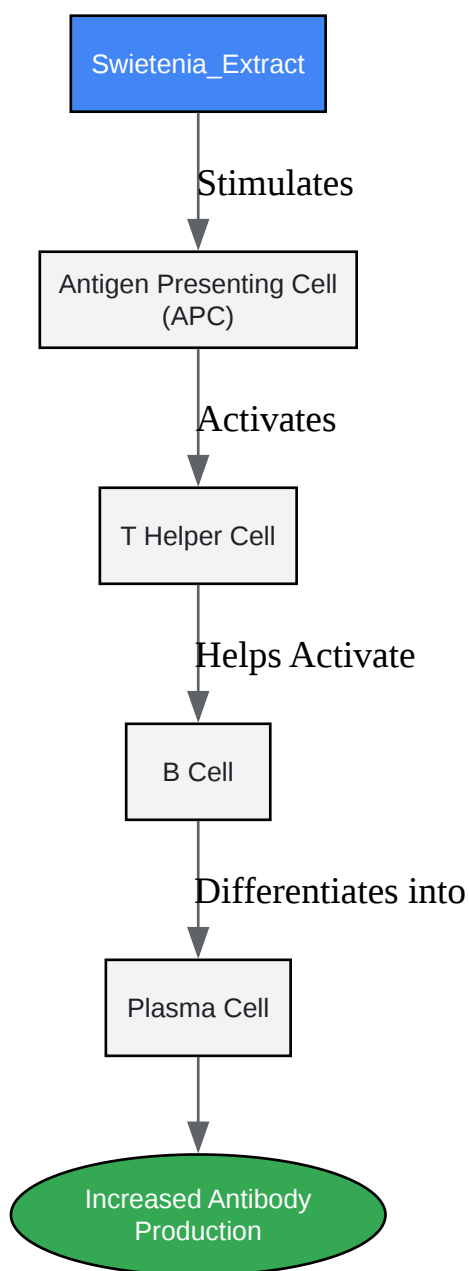 Swietenia_Extract
Stimulates
Antigen Presenting Cell
(APC)
Activates
T Helper Cell
Helps Activate
B Cell
Differentiates into
Plasma Cell
Increased Antibody
Production